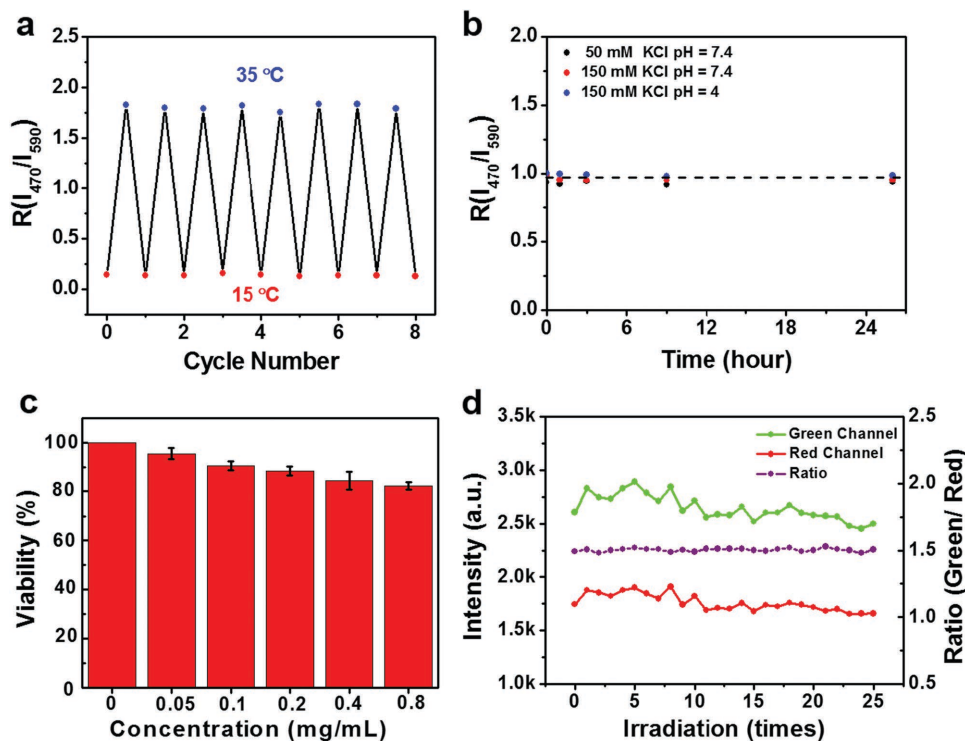 a
2.5
2.0
1.5
1.0
0.5
0.0
R(I470/I590)
35 °C
15 °C
0 2 4 6 8
Cycle Number
b
2.0
1.5
1.0
0.5
0.0
R(I470/I590)
50 mM KCl pH = 7.4
150 mM KCl pH = 7.4
150 mM KCl pH = 4
0 6 12 18 24
Time (hour)
c
100
80
60
40
80
0
Viability (%)
0 0.05 0.1 0.2 0.4 0.8
Concentration (mg/mL)
d
3.5k
3.0k
2.5k
2.0k
1.5k
1.0k
Intensity (a.u.)
Green Channel
Red Channel
Ratio
2.5
2.0
1.5
1.0
0.5
Ratio (Green/ Red)
0 5 10 15 20 25
Irradiation (times)